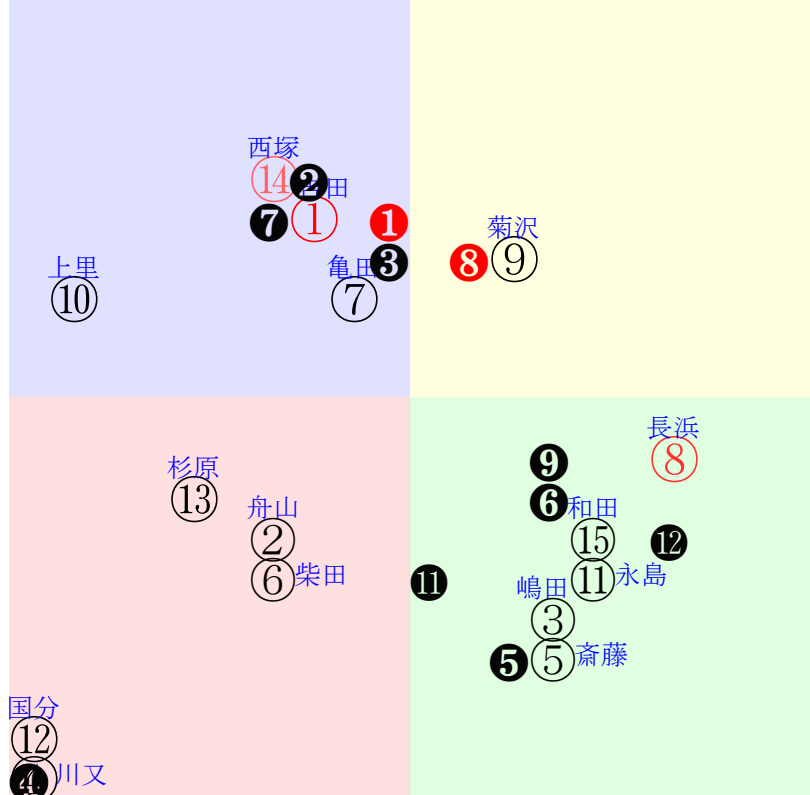 西塚
⑭ ❷ 吉田
❼ ① ❶
菊沢
上里 亀田 ❸ ❽ ⑨
⑩ ⑦
長浜
杉原 ❾ ⑧
⑬ ❻
舟山 和田
② ⑮ ⓬
⑥ 柴田 ⓫ ⑪ 永島
嶋田
③
❺ ⑤ 斎藤
国分
⑫
❹ 川又